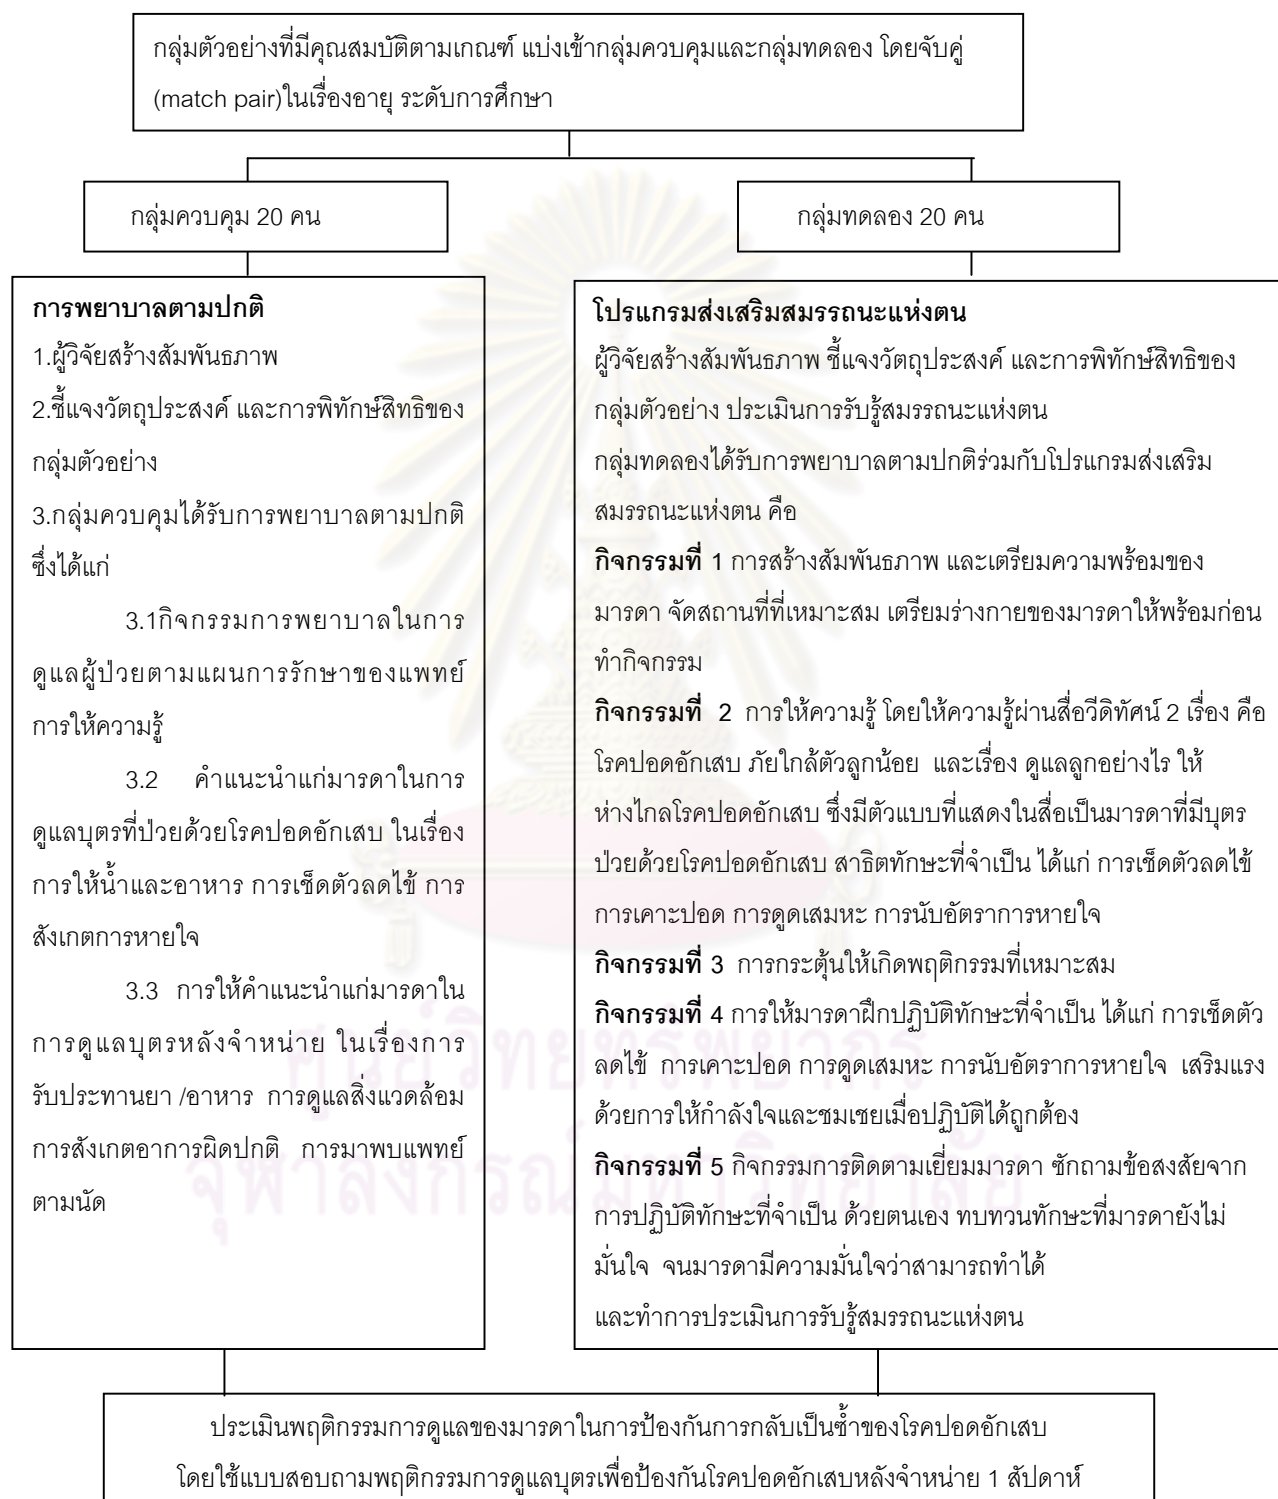 กลุ่มตัวอย่างที่มีคุณสมบัติตามเกณฑ์ แบ่งเข้ากลุ่มควบคุมและกลุ่มทดลอง โดยจับคู่
(match pair)ในเรื่องอายุ ระดับการศึกษา
กลุ่มควบคุม 20 คน
กลุ่มทดลอง 20 คน
การพยาบาลตามปกติ
1.ผู้วิจัยสร้างสัมพันธภาพ
2.ชี้แจงวัตถุประสงค์ และการพิทักษ์สิทธิของ
กลุ่มตัวอย่าง
3.กลุ่มควบคุมได้รับการพยาบาลตามปกติ
ซึ่งได้แก่
3.1กิจกรรมการพยาบาลในการ
ดูแลผู้ป่วยตามแผนการรักษาของแพทย์
การให้ความรู้
3.2 คำแนะนำแก่มารดาในการ
ดูแลบุตรที่ป่วยด้วยโรคปอดอักเสบ ในเรื่อง
การให้น้ำและอาหาร การเช็ดตัวลดไข้ การ
สังเกตการหายใจ
3.3 การให้คำแนะนำแก่มารดาใน
การดูแลบุตรหลังจำหน่าย ในเรื่องการ
รับประทานยา /อาหาร การดูแลสิ่งแวดล้อม
การสังเกตอาการผิดปกติ การมาพบแพทย์
ตามนัด
โปรแกรมส่งเสริมสมรรถนะแห่งตน
ผู้วิจัยสร้างสัมพันธภาพ ชี้แจงวัตถุประสงค์ และการพิทักษ์สิทธิของ
กลุ่มตัวอย่าง ประเมินการรับรู้สมรรถนะแห่งตน
กลุ่มทดลองได้รับการพยาบาลตามปกติร่วมกับโปรแกรมส่งเสริม
สมรรถนะแห่งตน คือ
กิจกรรมที่ 1 การสร้างสัมพันธภาพ และเตรียมความพร้อมของ
มารดา จัดสถานที่ที่เหมาะสม เตรียมร่างกายของมารดาให้พร้อมก่อน
ทำกิจกรรม
กิจกรรมที่ 2 การให้ความรู้ โดยให้ความรู้ผ่านสื่อวีดิทัศน์ 2 เรื่อง คือ
โรคปอดอักเสบ ภัยใกล้ตัวลูกน้อย และเรื่อง ดูแลลูกอย่างไร ให้
ห่างไกลโรคปอดอักเสบ ซึ่งมีตัวแบบที่แสดงในสื่อเป็นมารดาที่มีบุตร
ป่วยด้วยโรคปอดอักเสบ สาธิตทักษะที่จำเป็น ได้แก่ การเช็ดตัวลดไข้
การเคาะปอด การดูดเสมหะ การนับอัตราการหายใจ
กิจกรรมที่ 3 การกระตุ้นให้เกิดพฤติกรรมที่เหมาะสม
กิจกรรมที่ 4 การให้มารดาฝึกปฏิบัติทักษะที่จำเป็น ได้แก่ การเช็ดตัว
ลดไข้ การเคาะปอด การดูดเสมหะ การนับอัตราการหายใจ เสริมแรง
ด้วยการให้กำลังใจและชมเชยเมื่อปฏิบัติได้ถูกต้อง
กิจกรรมที่ 5 กิจกรรมการติดตามเยี่ยมมารดา ซักถามข้อสงสัยจาก
การปฏิบัติทักษะที่จำเป็น ด้วยตนเอง ทบทวนทักษะที่มารดายังไม่
มั่นใจ จนมารดามีความมั่นใจว่าสามารถทำได้
และทำการประเมินการรับรู้สมรรถนะแห่งตน
ศูนย์วิทยทรัพยากร
จุฬาลงกรณ์มหาวิทยาลัย
ประเมินพฤติกรรมการดูแลของมารดาในการป้องกันการกลับเป็นซ้ำของโรคปอดอักเสบ
โดยใช้แบบสอบถามพฤติกรรมการดูแลบุตรเพื่อป้องกันโรคปอดอักเสบหลังจำหน่าย 1 สัปดาห์